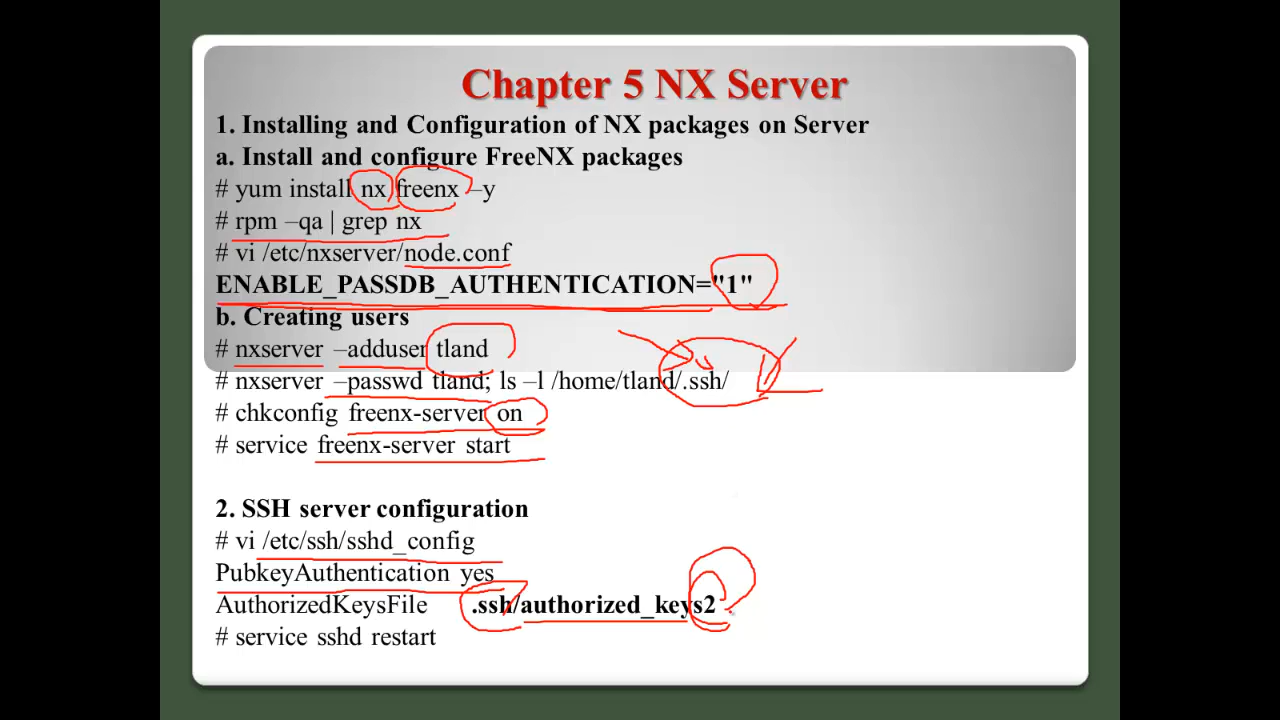 Chapter 5 NX Server
1. Installing and Configuration of NX packages on Server
a. Install and configure FreeNX packages
# yum install nx freenx –y
# rpm –qa | grep nx
# vi /etc/nxserver/node.conf
ENABLE_PASSDB_AUTHENTICATION="1"
b. Creating users
# nxserver –adduser tland
# nxserver –passwd tland; ls –l /home/tland/.ssh/
# chkconfig freenx-server on
# service freenx-server start
2. SSH server configuration
# vi /etc/ssh/sshd_config
PubkeyAuthentication yes
AuthorizedKeysFile .ssh/authorized_keys2
# service sshd restart